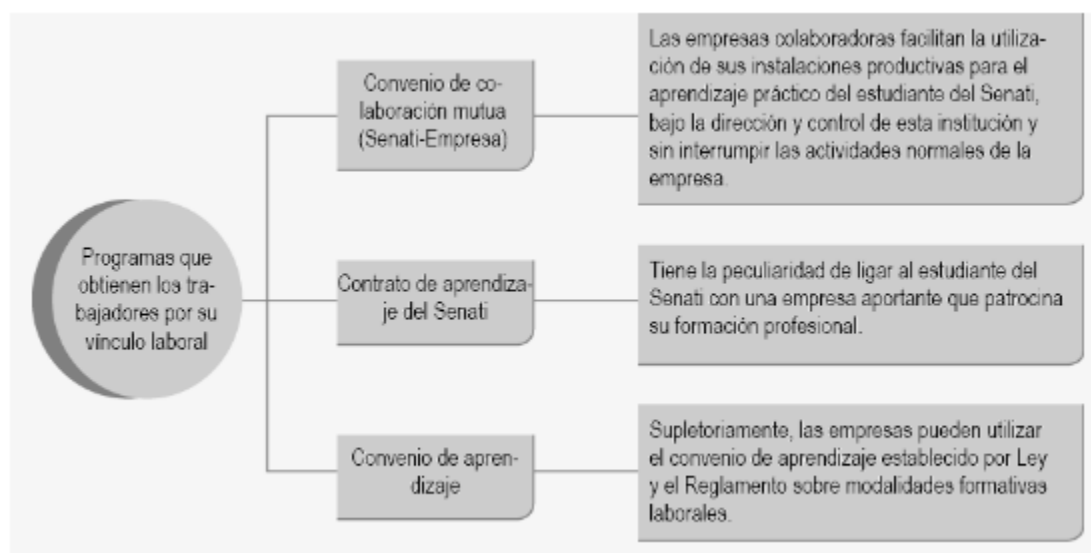 Programas que
obtienen los tra-
bajadores por su
vínculo laboral
Convenio de co-
laboración mutua
(Senati-Empresa)
Las empresas colaboradoras facilitan la utiliza-
ción de sus instalaciones productivas para el
aprendizaje práctico del estudiante del Senati,
bajo la dirección y control de esta institución y
sin interrumpir las actividades normales de la
empresa.
Contrato de aprendiza-
je del Senati
Tiene la peculiaridad de ligar al estudiante del
Senati con una empresa aportante que patrocina
su formación profesional.
Convenio de apren-
dizaje
Supletoriamente, las empresas pueden utilizar
el convenio de aprendizaje establecido por Ley
y el Reglamento sobre modalidades formativas
laborales.